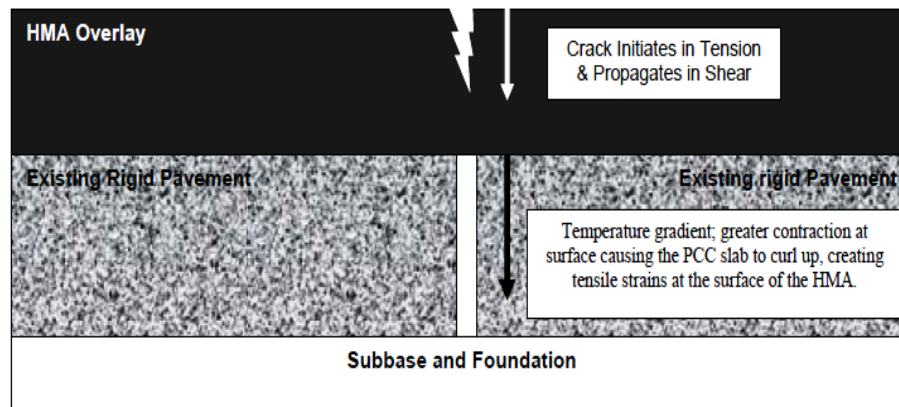 HMA Overlay
Crack Initiates in Tension
& Propagates in Shear
Existing Rigid Pavement
Existing rigid Pavement
Temperature gradient; greater contraction at
surface causing the PCC slab to curl up, creating
tensile strains at the surface of the HMA.
Subbase and Foundation